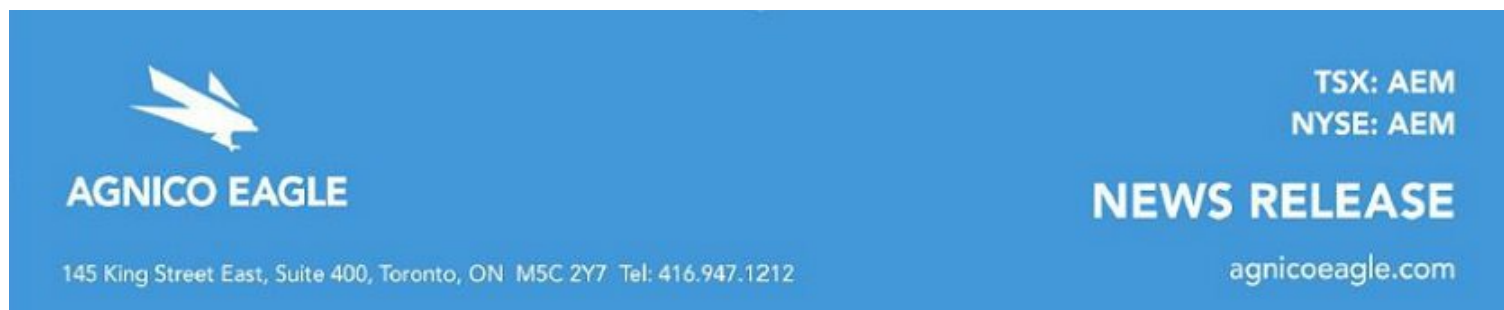 TSX: AEM
NYSE: AEM
AGNICO EAGLE
NEWS RELEASE
145 King Street East, Suite 400, Toronto, ON M5C 2Y7 Tel: 416.947.1212
agnicoeagle.com